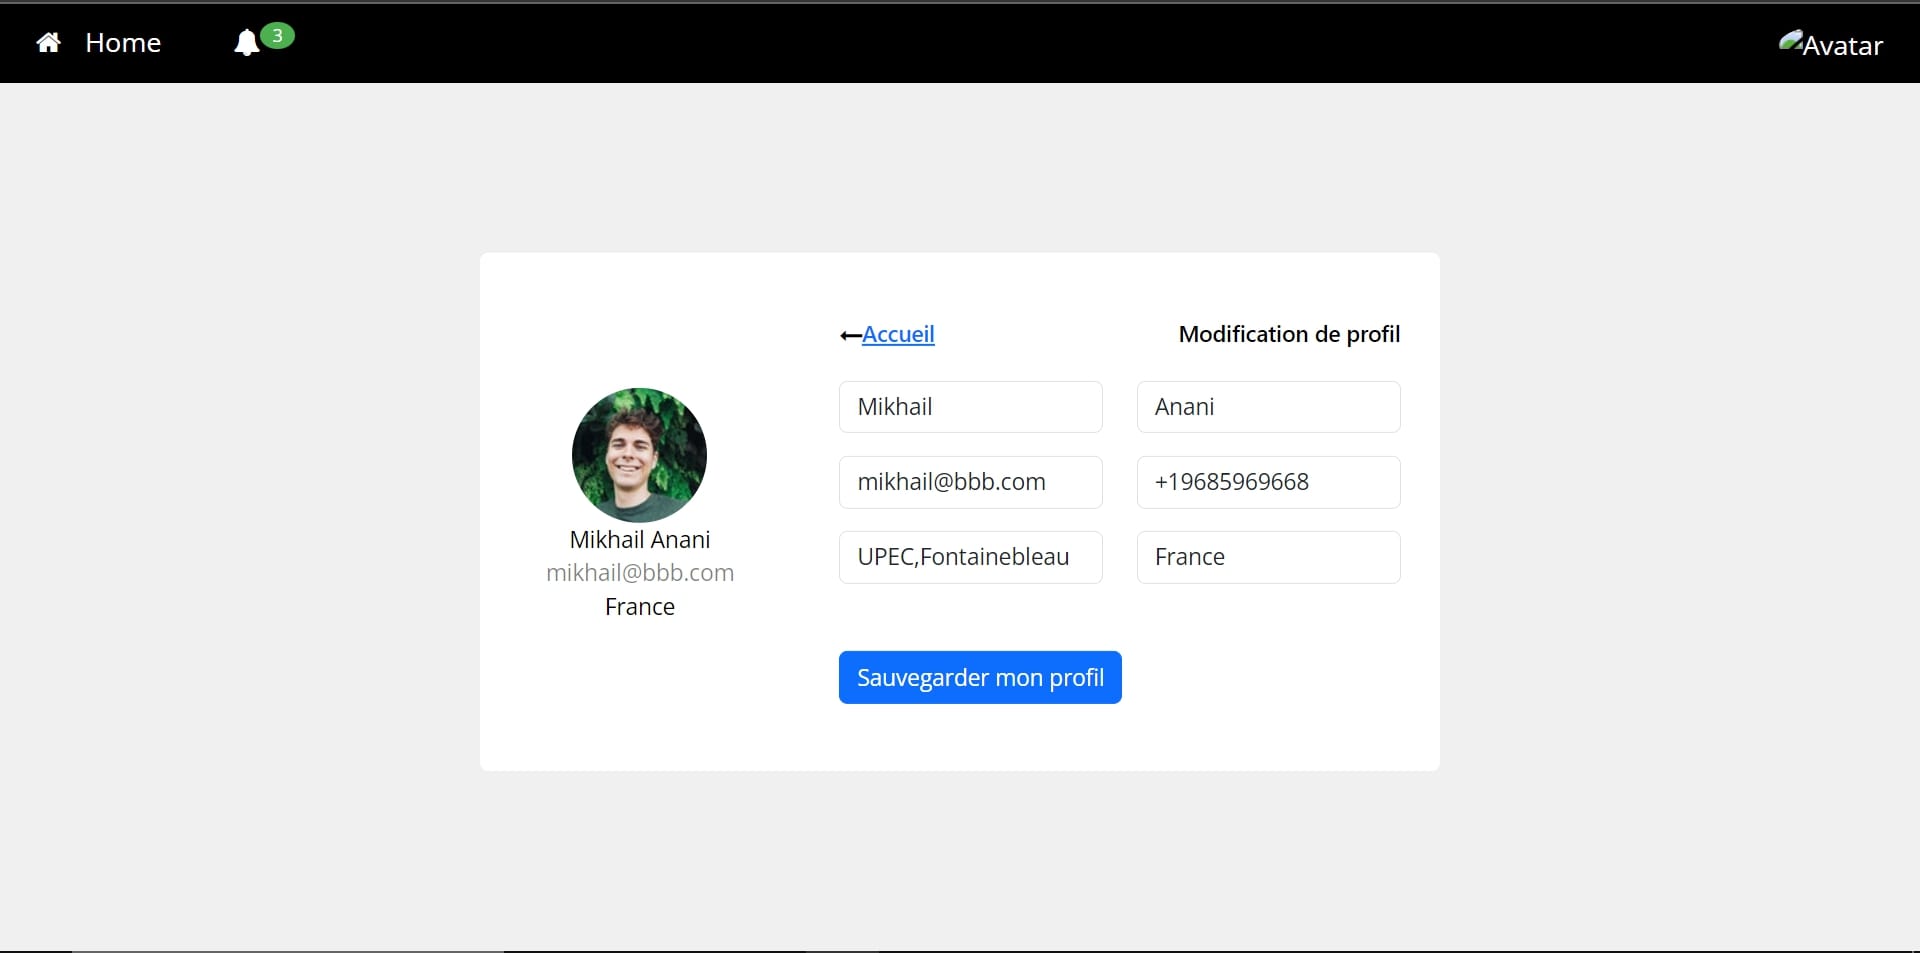 Home 3 Avatar
Accueil Modification de profil
Mikhail Anani
mikhail@bbb.com +19685969668
UPEC,Fontainebleau France
Mikhail Anani
mikhail@bbb.com
France
Sauvegarder mon profil